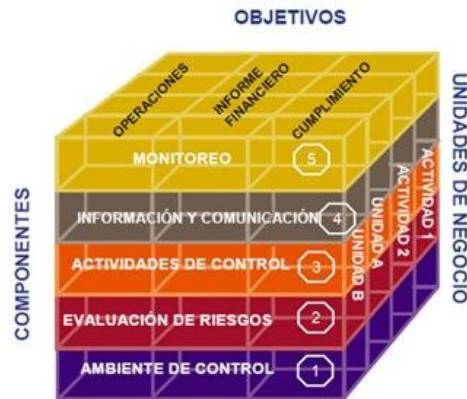 OBJETIVOS
OPERACIONES
INFORME
FINANCIERO
CUMPLIMIENTO
UNIDADES DE NEGOCIO
COMPONENTES
MONITOREO 5
INFORMACIÓN Y COMUNICACIÓN 4
ACTIVIDADES DE CONTROL 3
EVALUACIÓN DE RIESGOS 2
AMBIENTE DE CONTROL 1
UNIDAD B
UNIDAD A
ACTIVIDAD 2
ACTIVIDAD 1